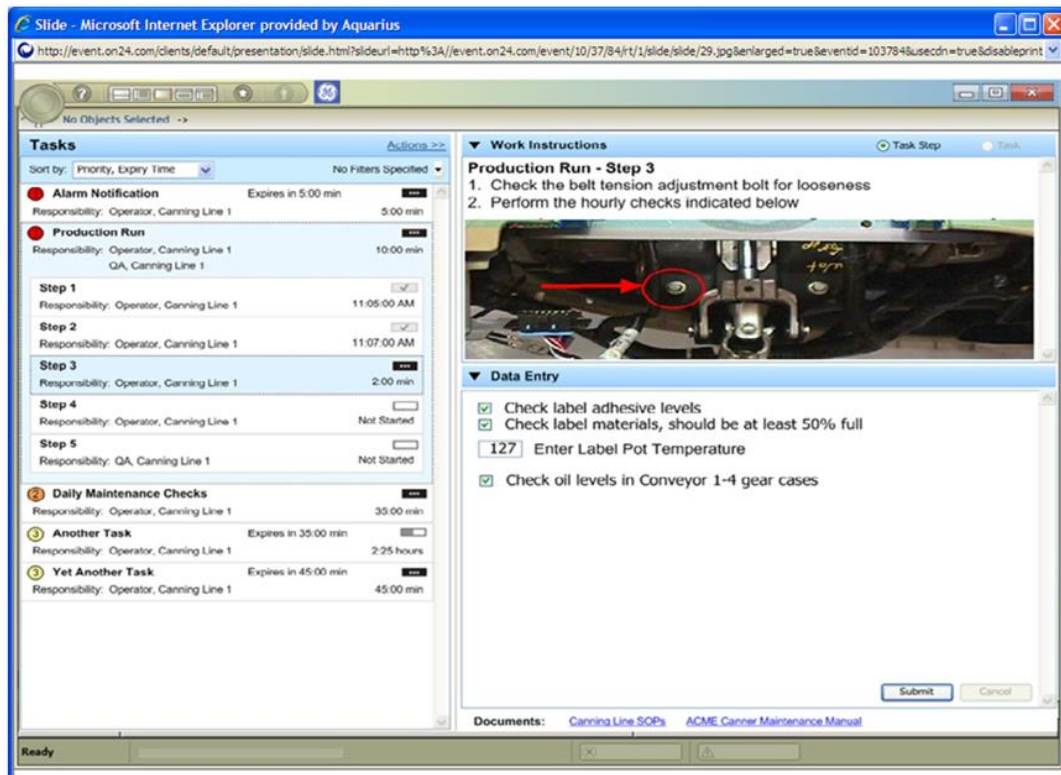 Slide - Microsoft Internet Explorer provided by Aquarius
http://event.on24.com/clients/default/presentation/slide.html?slideurl=http%3A//event.on24.com/event/10/37/84/rt/1/slide/slide/29.jpg&enlarged=true&eventid=103784&usecdn=true&disableprint
No Objects Selected ->
Tasks Actions >>
Sort by: Priority, Expiry Time No Filters Specified
Alarm Notification Expires in 5:00 min
Responsibility: Operator, Canning Line 1 5:00 min
Production Run
Responsibility: Operator, Canning Line 1 10:00 min
QA, Canning Line 1
Step 1
Responsibility: Operator, Canning Line 1 11:05:00 AM
Step 2
Responsibility: Operator, Canning Line 1 11:07:00 AM
Step 3
Responsibility: Operator, Canning Line 1 2:00 min
Step 4
Responsibility: Operator, Canning Line 1 Not Started
Step 5
Responsibility: QA, Canning Line 1 Not Started
2 Daily Maintenance Checks
Responsibility: Operator, Canning Line 1 35:00 min
3 Another Task Expires in 35:00 min
Responsibility: Operator, Canning Line 1 2:25 hours
3 Yet Another Task Expires in 45:00 min
Responsibility: Operator, Canning Line 1 45:00 min
Work Instructions Task Step Task
Production Run - Step 3
1. Check the belt tension adjustment bolt for looseness
2. Perform the hourly checks indicated below
Data Entry
Check label adhesive levels
Check label materials, should be at least 50% full
127 Enter Label Pot Temperature
Check oil levels in Conveyor 1-4 gear cases
Submit Cancel
Documents: Canning Line SOPs ACME Canner Maintenance Manual
Ready